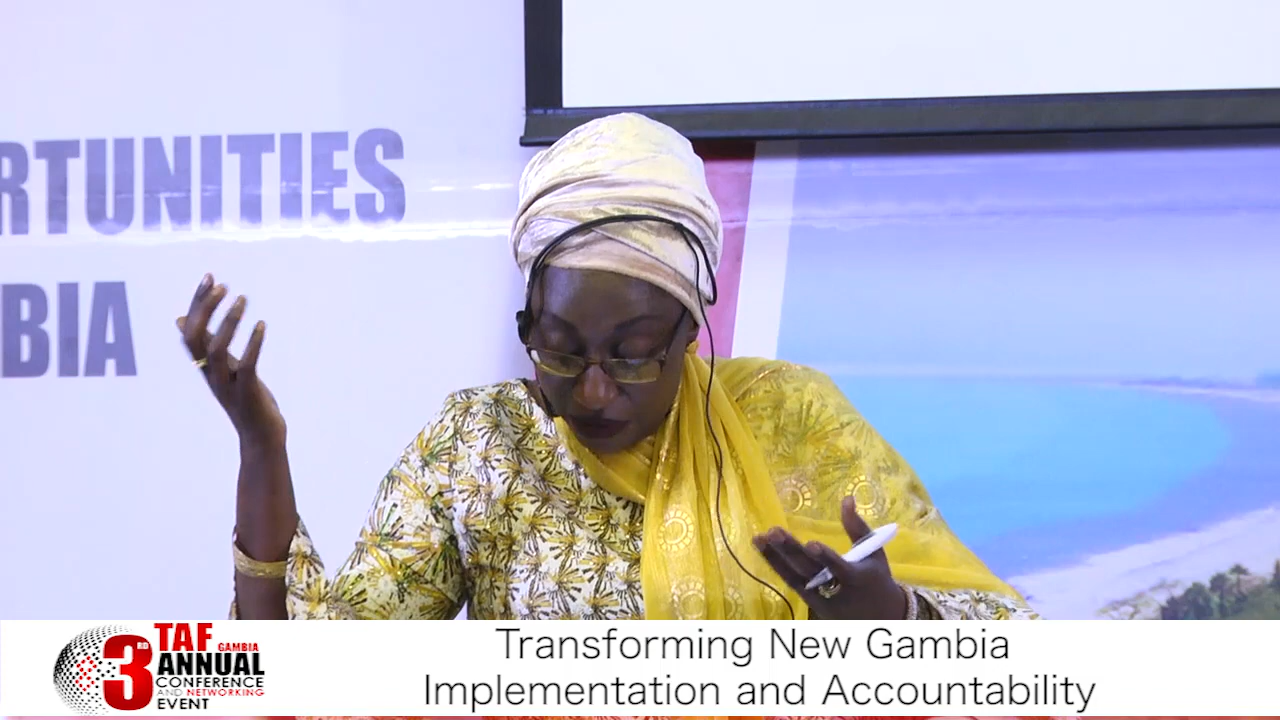 RTUNITIES
BIA
3RD
TAF
GAMBIA
ANNUAL
CONFERENCE
AND NETWORKING
EVENT
Transforming New Gambia
Implementation and Accountability